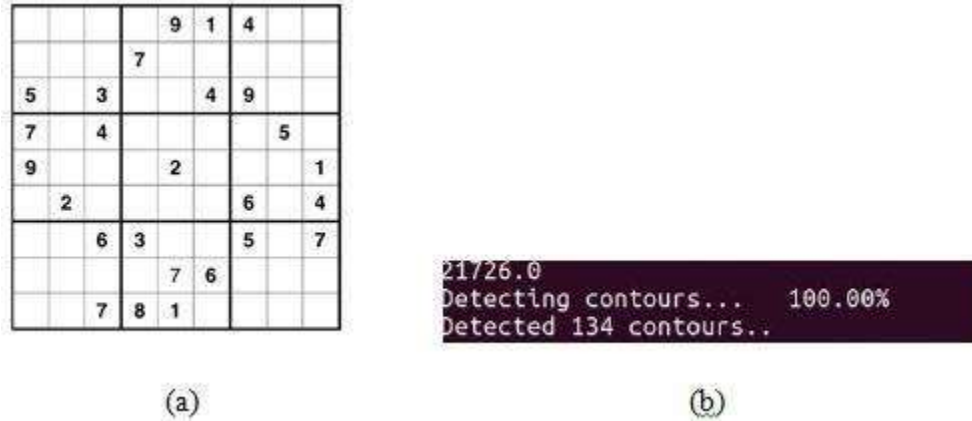 9 1 4
7
5 3 4 9
7 4 5
9 2 1
2 6 4
6 3 5 7
7 6
7 8 1
21726.0
Detecting contours... 100.00%
Detected 134 contours..
(a) (b)